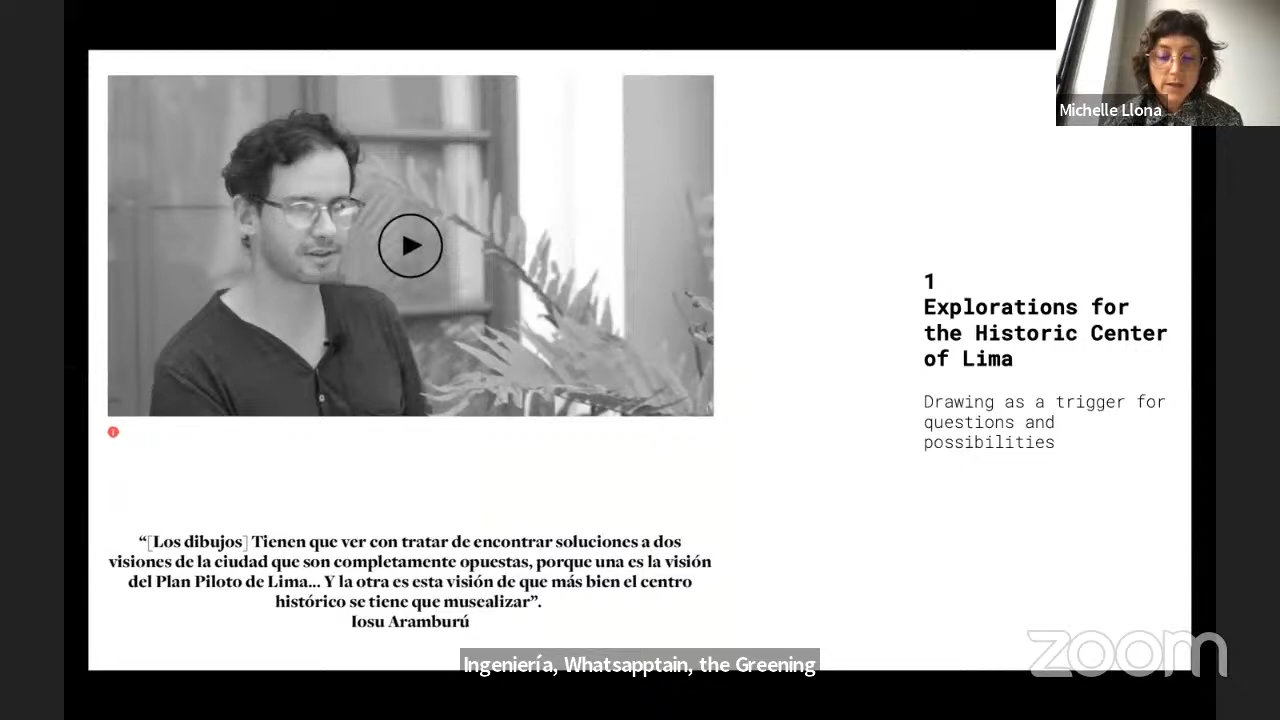 Michelle Llona
1
Explorations for
the Historic Center
of Lima
Drawing as a trigger for
questions and
possibilities
“[Los dibujos] Tienen que ver con tratar de encontrar soluciones a dos
visiones de la ciudad que son completamente opuestas, porque una es la visión
del Plan Piloto de Lima... Y la otra es esta visión de que más bien el centro
histórico se tiene que musealizar”.
Iosu Aramburú
Ingeniería, Whatsapptain, the Greening
zoom